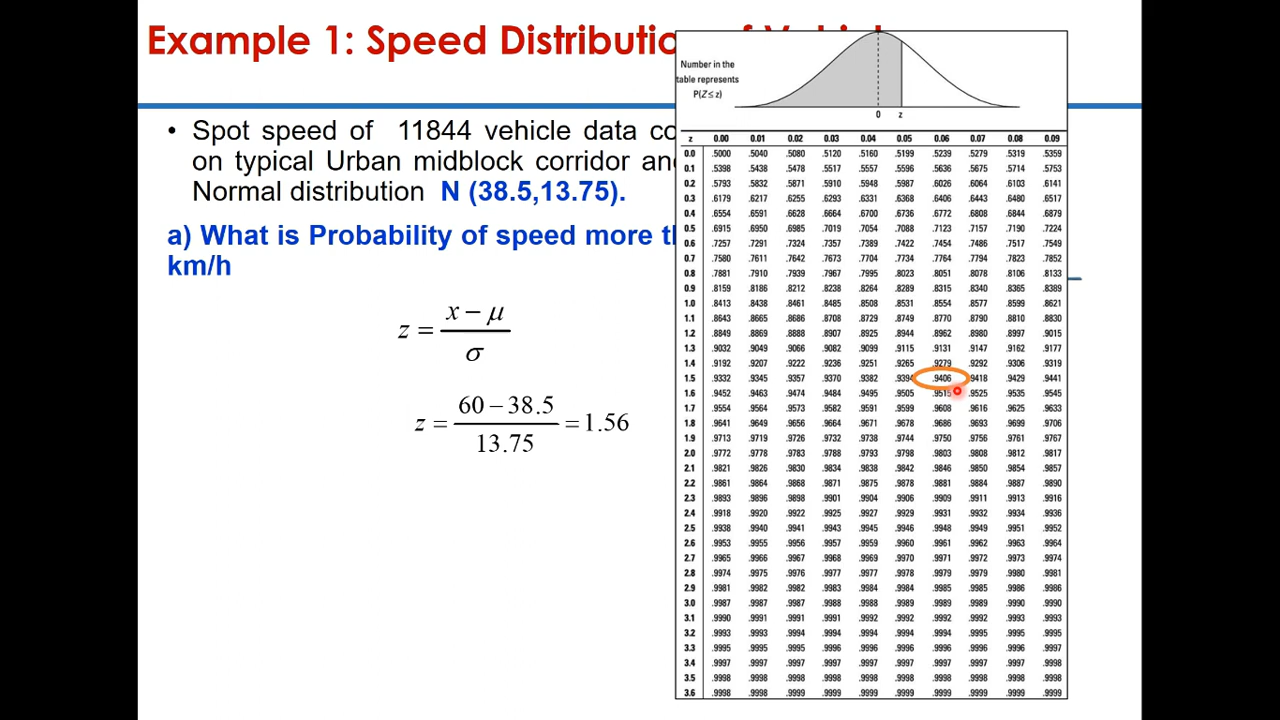 Example 1: Speed Distributio
• Spot speed of 11844 vehicle data co
on typical Urban midblock corridor an
Normal distribution N (38.5,13.75).
a) What is Probability of speed more t
km/h
z = x − μ / σ
z = 60 − 38.5 / 13.75 = 1.56
Number in the
table represents
P(Z ≤ z)
0 z
z 0.00 0.01 0.02 0.03 0.04 0.05 0.06 0.07 0.08 0.09
0.0 .5000 .5040 .5080 .5120 .5160 .5199 .5239 .5279 .5319 .5359
0.1 .5398 .5438 .5478 .5517 .5557 .5596 .5636 .5675 .5714 .5753
0.2 .5793 .5832 .5871 .5910 .5948 .5987 .6026 .6064 .6103 .6141
0.3 .6179 .6217 .6255 .6293 .6331 .6368 .6406 .6443 .6480 .6517
0.4 .6554 .6591 .6628 .6664 .6700 .6736 .6772 .6808 .6844 .6879
0.5 .6915 .6950 .6985 .7019 .7054 .7088 .7123 .7157 .7190 .7224
0.6 .7257 .7291 .7324 .7357 .7389 .7422 .7454 .7486 .7517 .7549
0.7 .7580 .7611 .7642 .7673 .7704 .7734 .7764 .7794 .7823 .7852
0.8 .7881 .7910 .7939 .7967 .7995 .8023 .8051 .8078 .8106 .8133
0.9 .8159 .8186 .8212 .8238 .8264 .8289 .8315 .8340 .8365 .8389
1.0 .8413 .8438 .8461 .8485 .8508 .8531 .8554 .8577 .8599 .8621
1.1 .8643 .8665 .8686 .8708 .8729 .8749 .8770 .8790 .8810 .8830
1.2 .8849 .8869 .8888 .8907 .8925 .8944 .8962 .8980 .8997 .9015
1.3 .9032 .9049 .9066 .9082 .9099 .9115 .9131 .9147 .9162 .9177
1.4 .9192 .9207 .9222 .9236 .9251 .9265 .9279 .9292 .9306 .9319
1.5 .9332 .9345 .9357 .9370 .9382 .9394 .9406 .9418 .9429 .9441
1.6 .9452 .9463 .9474 .9484 .9495 .9505 .9515 .9525 .9535 .9545
1.7 .9554 .9564 .9573 .9582 .9591 .9599 .9608 .9616 .9625 .9633
1.8 .9641 .9649 .9656 .9664 .9671 .9678 .9686 .9693 .9699 .9706
1.9 .9713 .9719 .9726 .9732 .9738 .9744 .9750 .9756 .9761 .9767
2.0 .9772 .9778 .9783 .9788 .9793 .9798 .9803 .9808 .9812 .9817
2.1 .9821 .9826 .9830 .9834 .9838 .9842 .9846 .9850 .9854 .9857
2.2 .9861 .9864 .9868 .9871 .9875 .9878 .9881 .9884 .9887 .9890
2.3 .9893 .9896 .9898 .9901 .9904 .9906 .9909 .9911 .9913 .9916
2.4 .9918 .9920 .9922 .9925 .9927 .9929 .9931 .9932 .9934 .9936
2.5 .9938 .9940 .9941 .9943 .9945 .9946 .9948 .9949 .9951 .9952
2.6 .9953 .9955 .9956 .9957 .9959 .9960 .9961 .9962 .9963 .9964
2.7 .9965 .9966 .9967 .9968 .9969 .9970 .9971 .9972 .9973 .9974
2.8 .9974 .9975 .9976 .9977 .9977 .9978 .9979 .9979 .9980 .9981
2.9 .9981 .9982 .9982 .9983 .9984 .9984 .9985 .9985 .9986 .9986
3.0 .9987 .9987 .9987 .9988 .9988 .9989 .9989 .9989 .9990 .9990
3.1 .9990 .9991 .9991 .9991 .9992 .9992 .9992 .9992 .9993 .9993
3.2 .9993 .9993 .9994 .9994 .9994 .9994 .9994 .9995 .9995 .9995
3.3 .9995 .9995 .9995 .9996 .9996 .9996 .9996 .9996 .9996 .9997
3.4 .9997 .9997 .9997 .9997 .9997 .9997 .9997 .9997 .9997 .9998
3.5 .9998 .9998 .9998 .9998 .9998 .9998 .9998 .9998 .9998 .9998
3.6 .9998 .9998 .9999 .9999 .9999 .9999 .9999 .9999 .9999 .9999